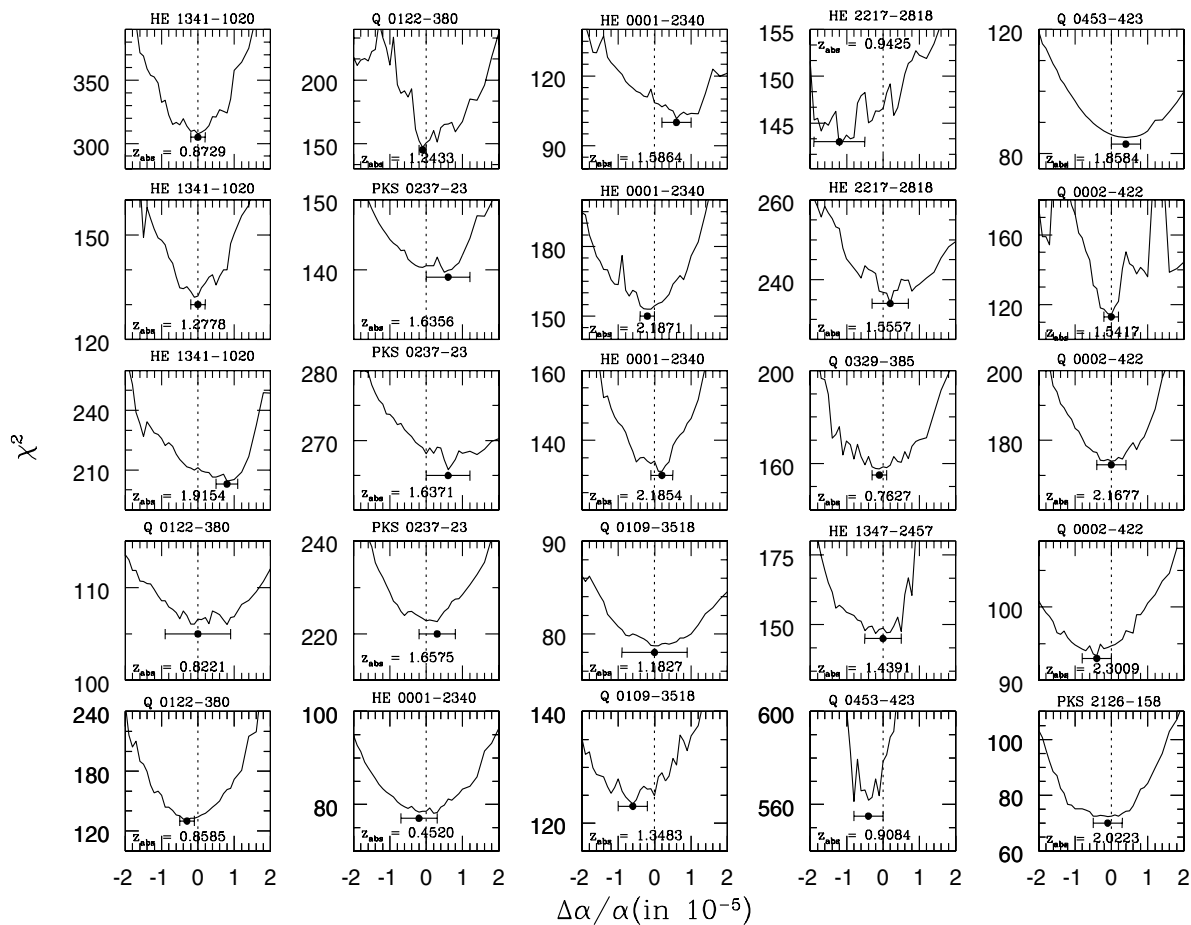 HE 1341-1020 Q 0122-380 HE 0001-2340 HE 2217-2818 Q 0453-423
350 300 200 150 120 90 155 150 145 120 80
z_abs = 0.8729 z_abs = 1.2433 z_abs = 1.5864 z_abs = 0.9425 z_abs = 1.8584
HE 1341-1020 PKS 0237-23 HE 0001-2340 HE 2217-2818 Q 0002-422
150 120 150 140 180 150 260 240 160 120
z_abs = 1.2778 z_abs = 1.6356 z_abs = 2.1871 z_abs = 1.5557 z_abs = 1.5417
HE 1341-1020 PKS 0237-23 HE 0001-2340 Q 0329-385 Q 0002-422
240 210 280 270 160 140 200 160 200 180
z_abs = 1.9154 z_abs = 1.6371 z_abs = 2.1854 z_abs = 0.7627 z_abs = 2.1677
χ²
Q 0122-380 PKS 0237-23 Q 0109-3518 HE 1347-2457 Q 0002-422
110 100 240 220 90 80 175 150 100 90
z_abs = 0.8221 z_abs = 1.6575 z_abs = 1.1827 z_abs = 1.4391 z_abs = 2.3009
Q 0122-380 HE 0001-2340 Q 0109-3518 Q 0453-423 PKS 2126-158
240 180 120 100 80 140 120 600 560 100 80 60
z_abs = 0.8585 z_abs = 0.4520 z_abs = 1.3483 z_abs = 0.9084 z_abs = 2.0223
-2 -1 0 1 2 -2 -1 0 1 2 -2 -1 0 1 2 -2 -1 0 1 2 -2 -1 0 1 2
Δα/α(in 10⁻⁵)